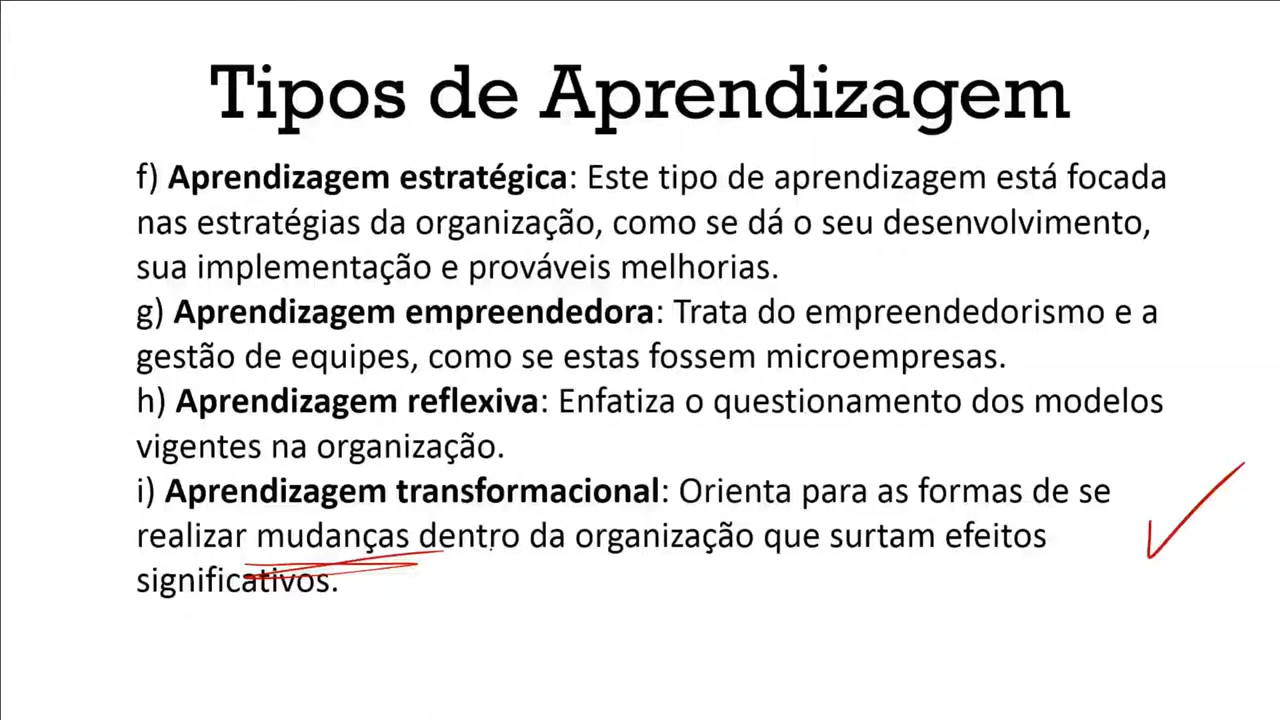 Tipos de Aprendizagem
f) Aprendizagem estratégica: Este tipo de aprendizagem está focada
nas estratégias da organização, como se dá o seu desenvolvimento,
sua implementação e prováveis melhorias.
g) Aprendizagem empreendedora: Trata do empreendedorismo e a
gestão de equipes, como se estas fossem microempresas.
h) Aprendizagem reflexiva: Enfatiza o questionamento dos modelos
vigentes na organização.
i) Aprendizagem transformacional: Orienta para as formas de se
realizar mudanças dentro da organização que surtam efeitos
significativos.